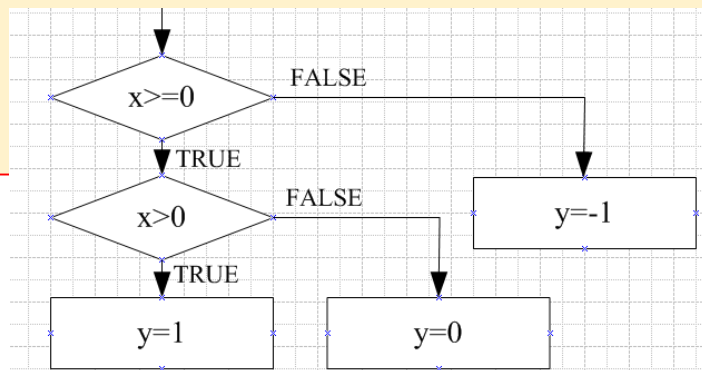 FALSE
x>=0
TRUE
FALSE
x>0
y=-1
TRUE
y=1
y=0